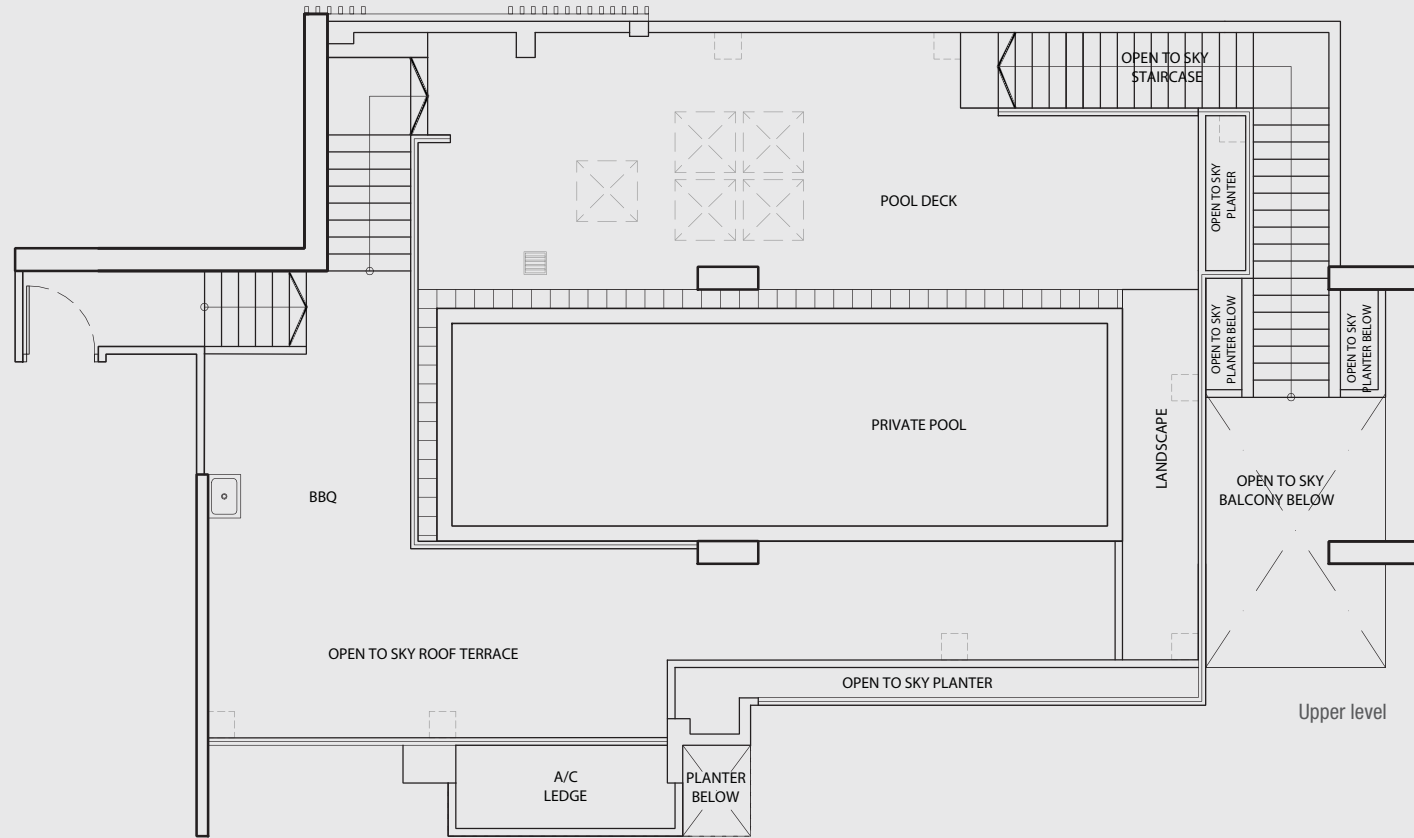 OPEN TO SKY
STAIRCASE
POOL DECK
OPEN TO SKY
PLANTER
OPEN TO SKY
PLANTER BELOW
OPEN TO SKY
PLANTER BELOW
PRIVATE POOL
LANDSCAPE
BBQ
OPEN TO SKY
BALCONY BELOW
OPEN TO SKY ROOF TERRACE
OPEN TO SKY PLANTER
Upper level
A/C
LEDGE
PLANTER
BELOW